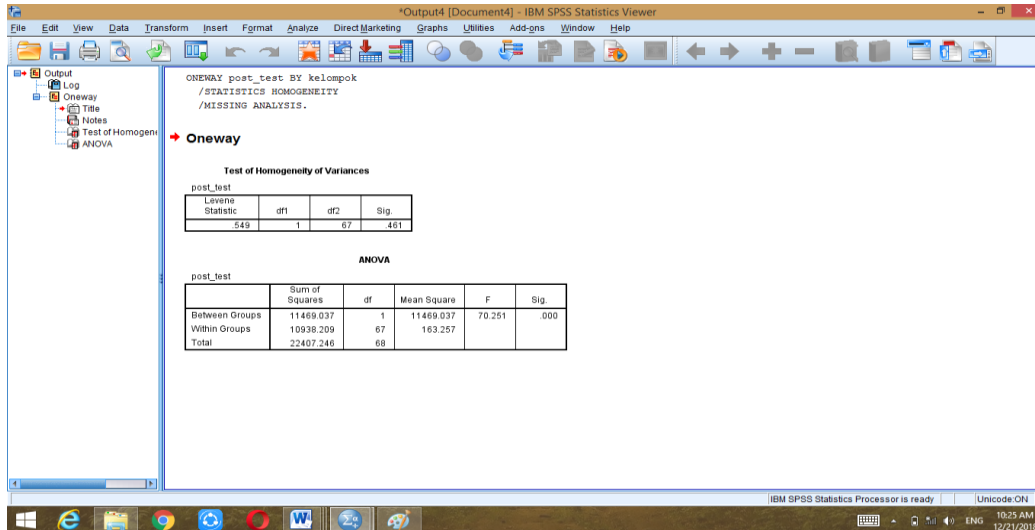 *Output4 [Document4] - IBM SPSS Statistics Viewer
File Edit View Data Transform Insert Format Analyze Direct Marketing Graphs Utilities Add-ons Window Help
Output
Log
Oneway
Title
Notes
Test of Homogene
ANOVA
ONEWAY post_test BY kelompok
/STATISTICS HOMOGENEITY
/MISSING ANALYSIS.
Oneway
Test of Homogeneity of Variances
post_test
Levene Statistic df1 df2 Sig.
.549 1 67 .461
ANOVA
post_test
Sum of Squares df Mean Square F Sig.
Between Groups 11469.037 1 11469.037 70.251 .000
Within Groups 10938.209 67 163.257
Total 22407.246 68
IBM SPSS Statistics Processor is ready Unicode:ON
ENG 10:25 AM